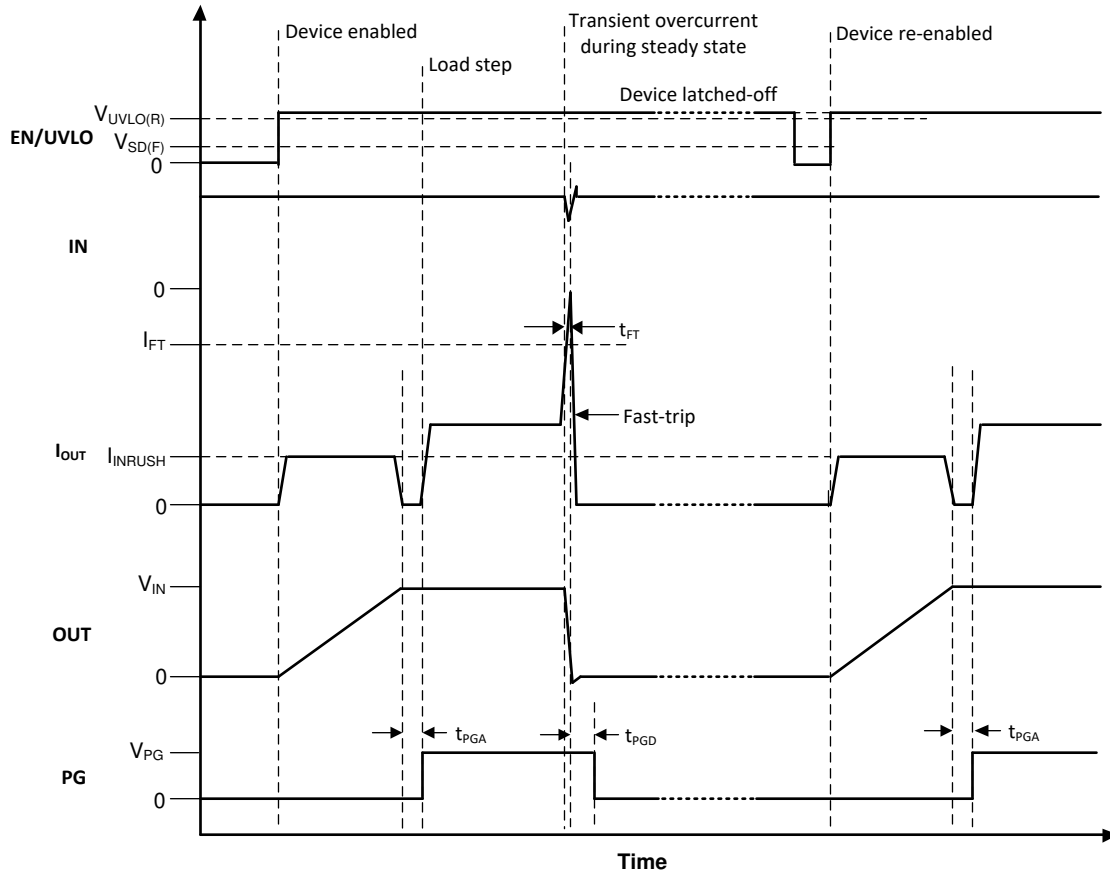 Device enabled
Transient overcurrent
during steady state
Device re-enabled
Load step
Device latched-off
V_UVLO(R)
EN/UVLO
V_SD(F)
0
IN
0
t_FT
I_FT
Fast-trip
I_OUT
I_INRUSH
0
V_IN
OUT
0
t_PGA
t_PGD
t_PGA
V_PG
PG
0
Time